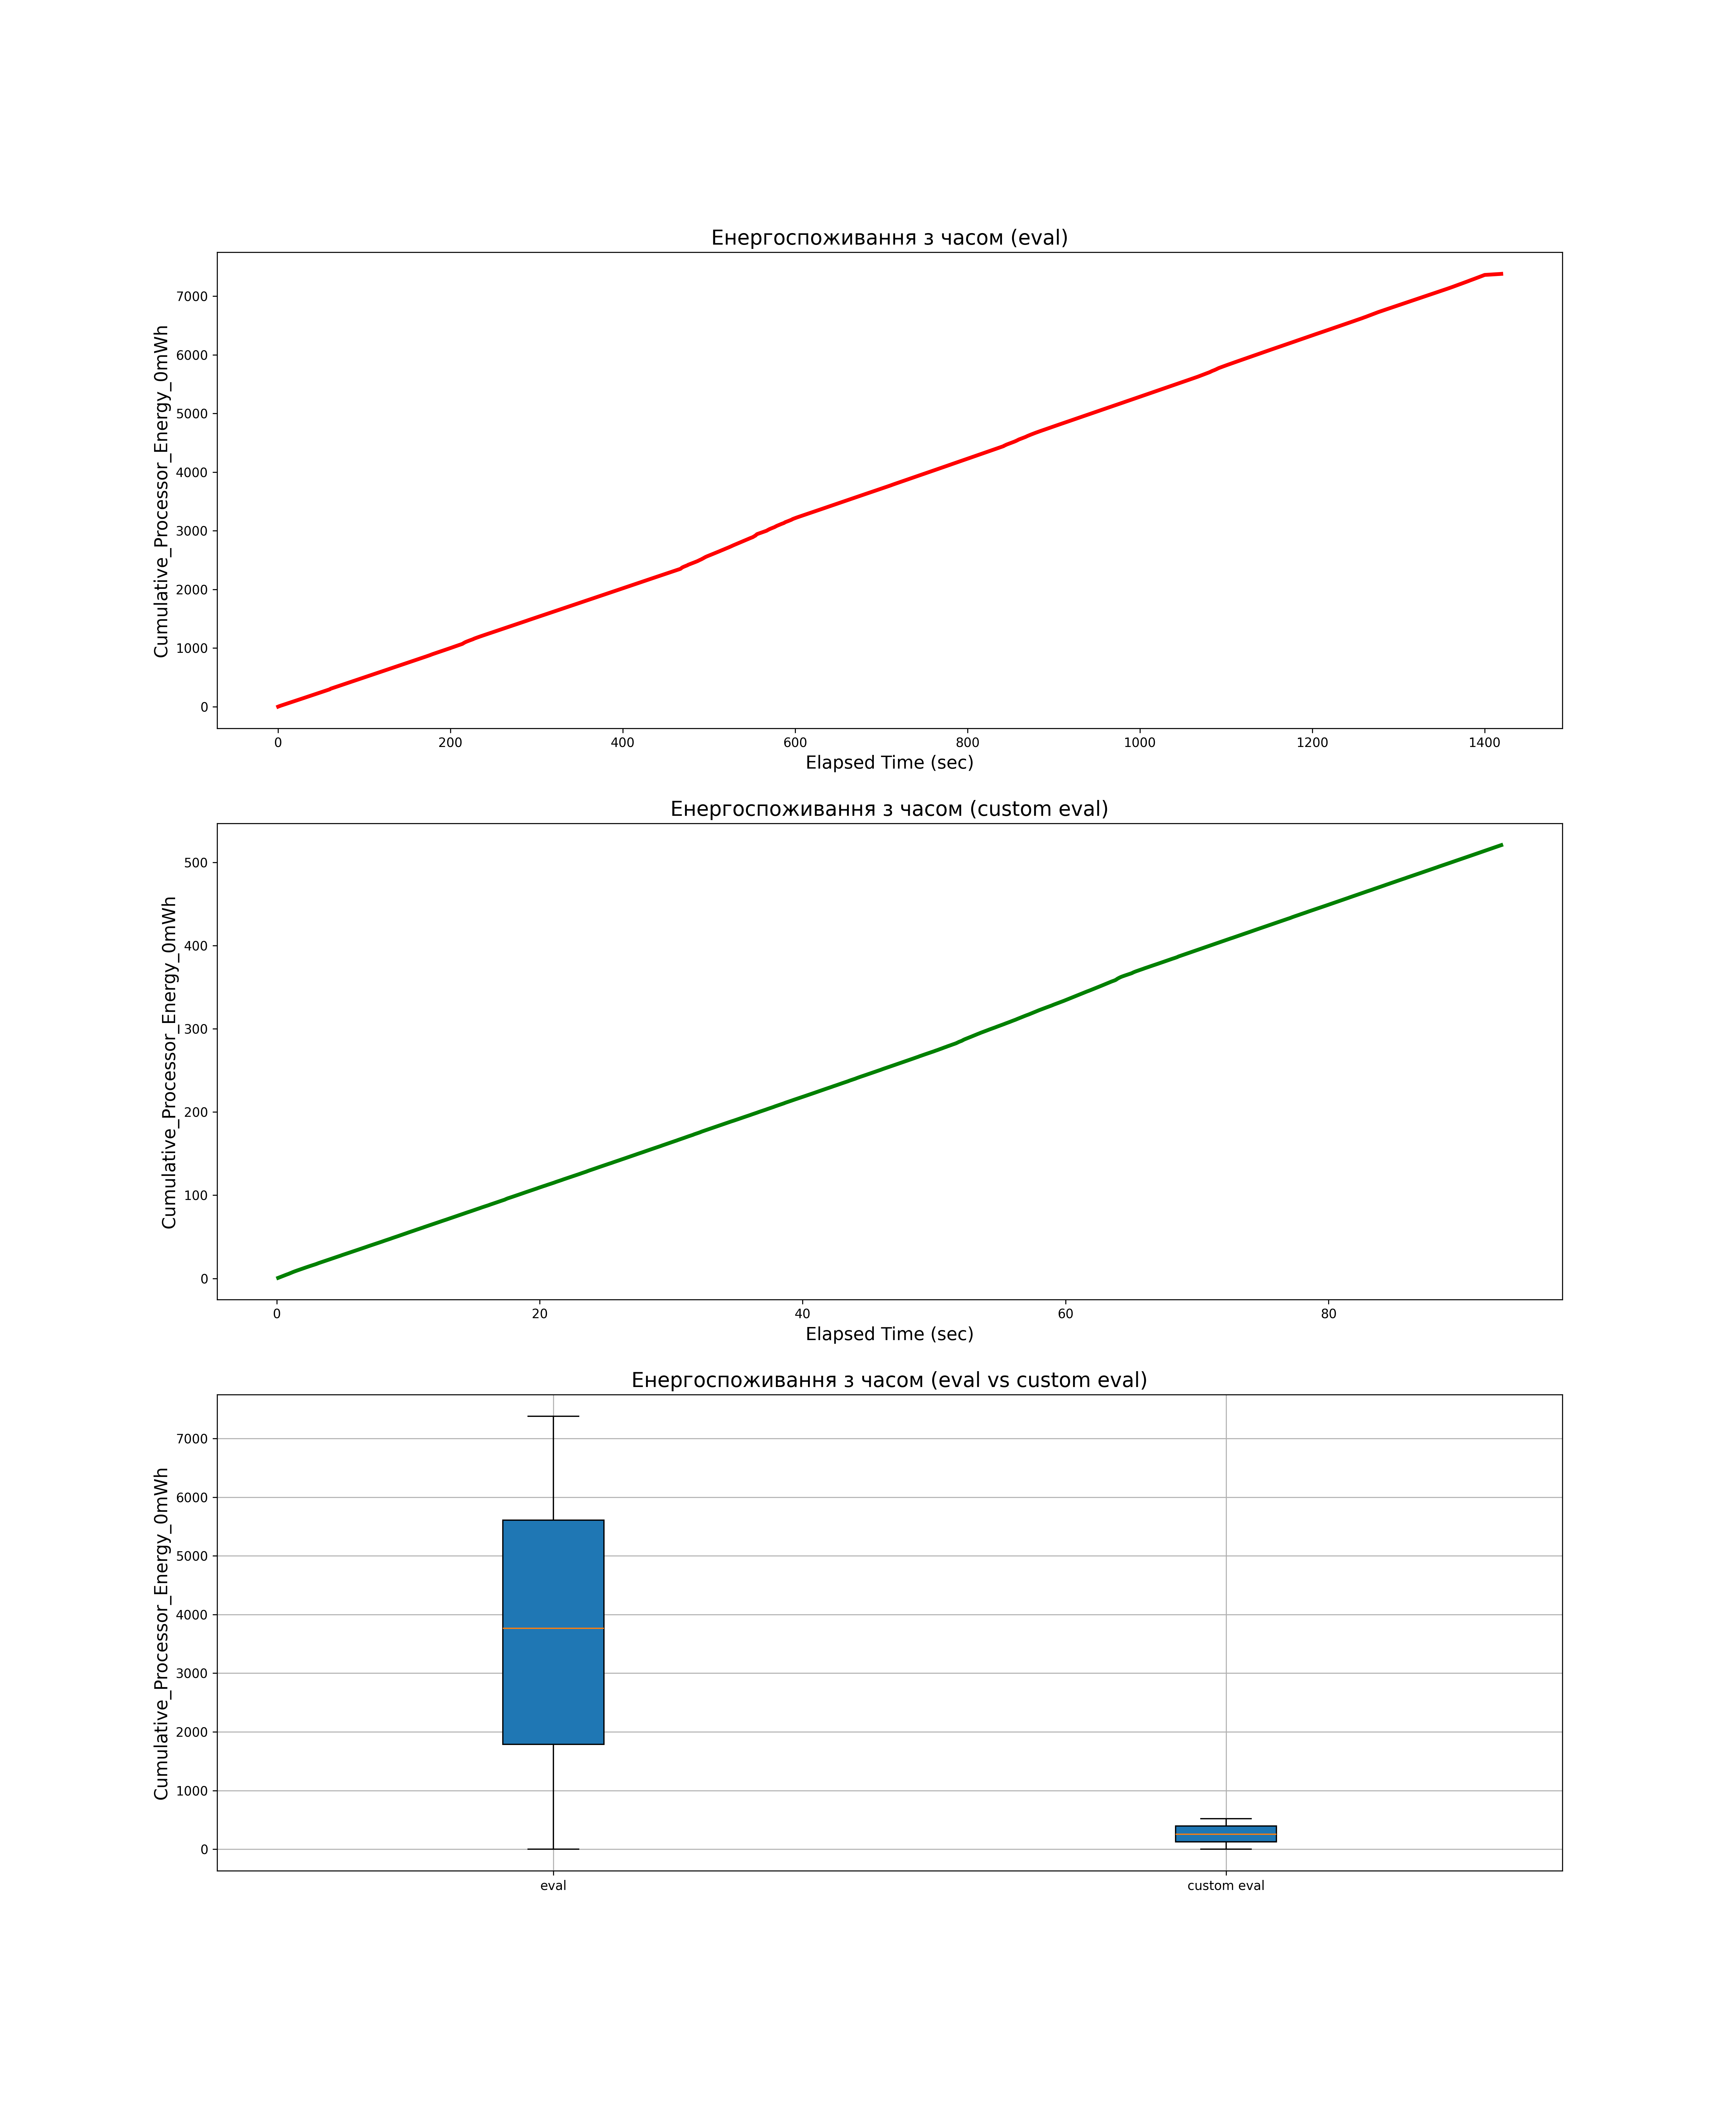 Енергоспоживання з часом (eval)
Cumulative_Processor_Energy_0mWh
7000
6000
5000
4000
3000
2000
1000
0
0 200 400 600 800 1000 1200 1400
Elapsed Time (sec)
Енергоспоживання з часом (custom eval)
Cumulative_Processor_Energy_0mWh
500
400
300
200
100
0
0 20 40 60 80
Elapsed Time (sec)
Енергоспоживання з часом (eval vs custom eval)
Cumulative_Processor_Energy_0mWh
7000
6000
5000
4000
3000
2000
1000
0
eval custom eval